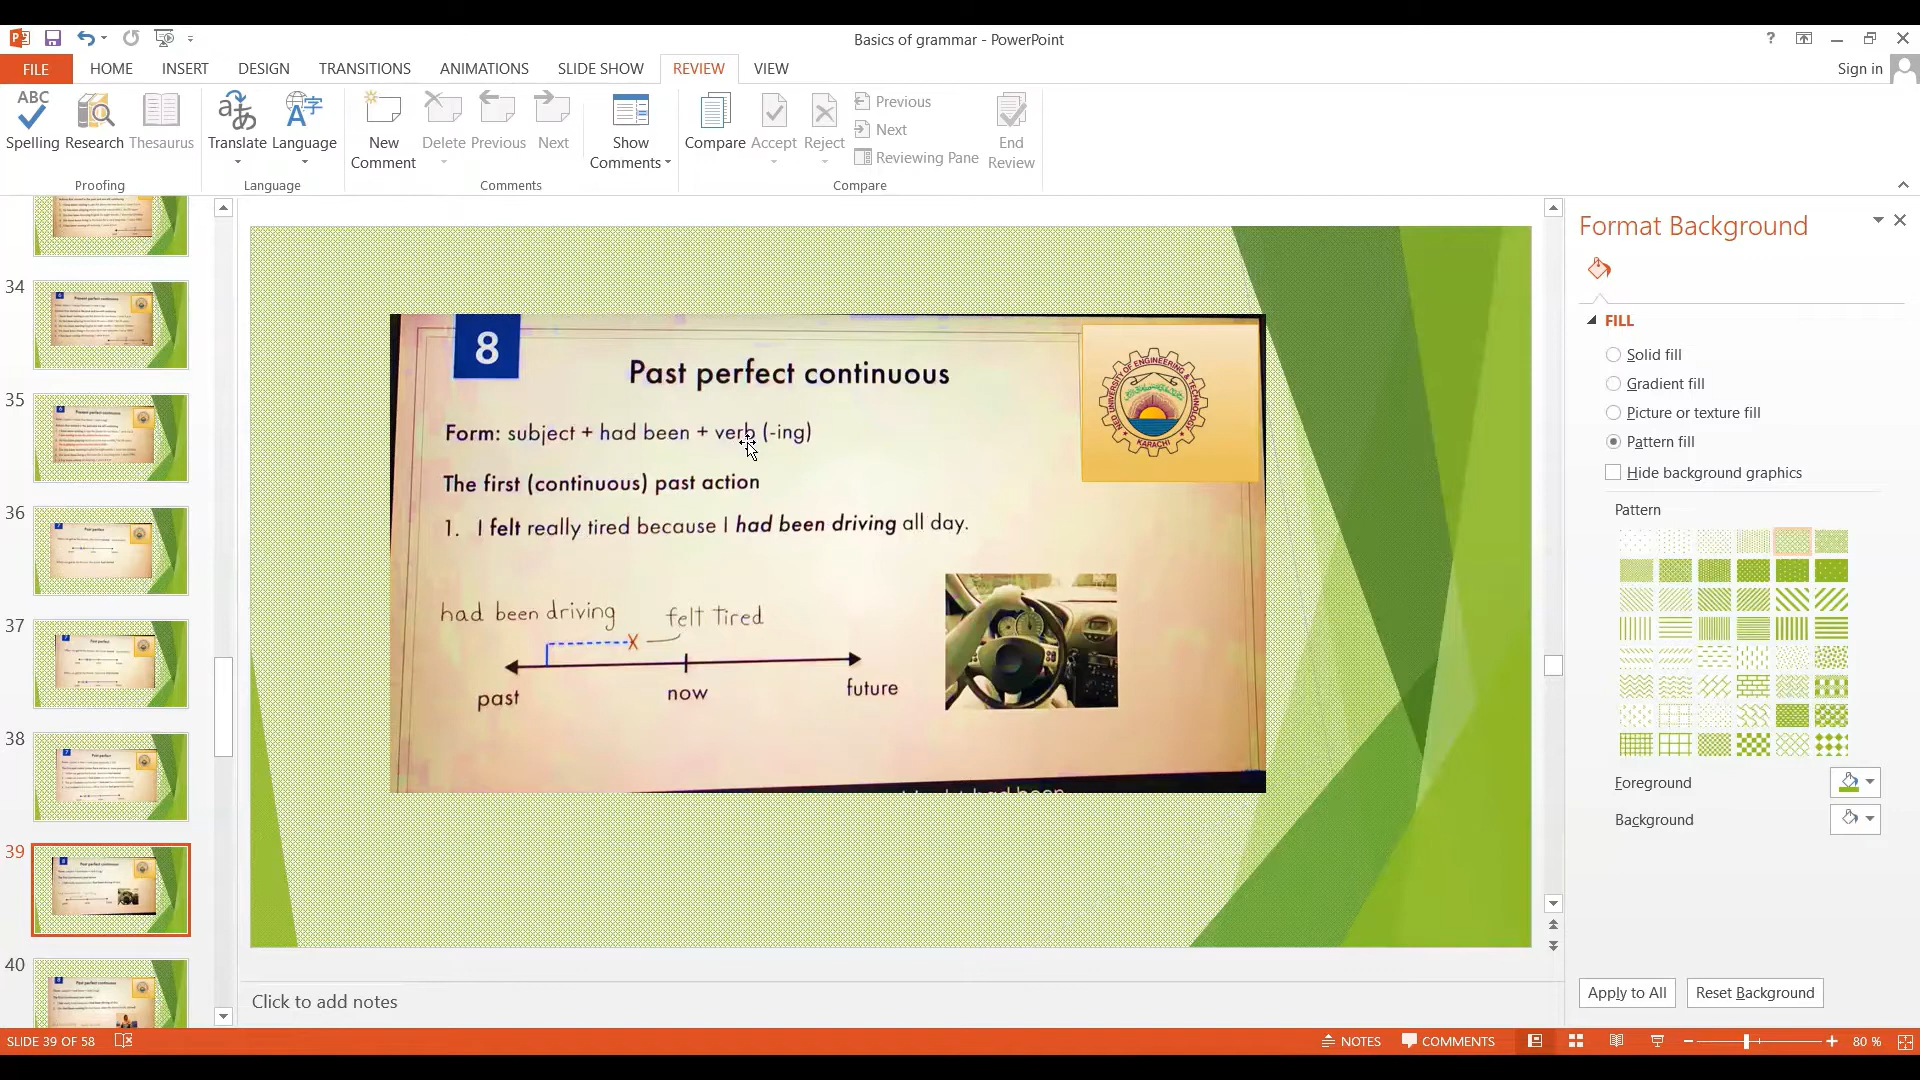 Basics of grammar - PowerPoint
?
FILE HOME INSERT DESIGN TRANSITIONS ANIMATIONS SLIDE SHOW REVIEW VIEW
Sign in
ABC
Spelling Research Thesaurus
Translate Language
New Comment Delete Previous Next
Show Comments
Compare Accept Reject
Previous
Next
Reviewing Pane
End Review
Proofing Language Comments Compare
34
35
36
37
38
39
40
8
Past perfect continuous
NED UNIVERSITY OF ENGINEERING & TECHNOLOGY
KARACHI
Form: subject + had been + verb (-ing)
The first (continuous) past action
1. I felt really tired because I had been driving all day.
had been driving felt tired
past now future
Click to add notes
Format Background
FILL
Solid fill
Gradient fill
Picture or texture fill
Pattern fill
Hide background graphics
Pattern
Foreground
Background
Apply to All Reset Background
SLIDE 39 OF 58
NOTES COMMENTS
80 %